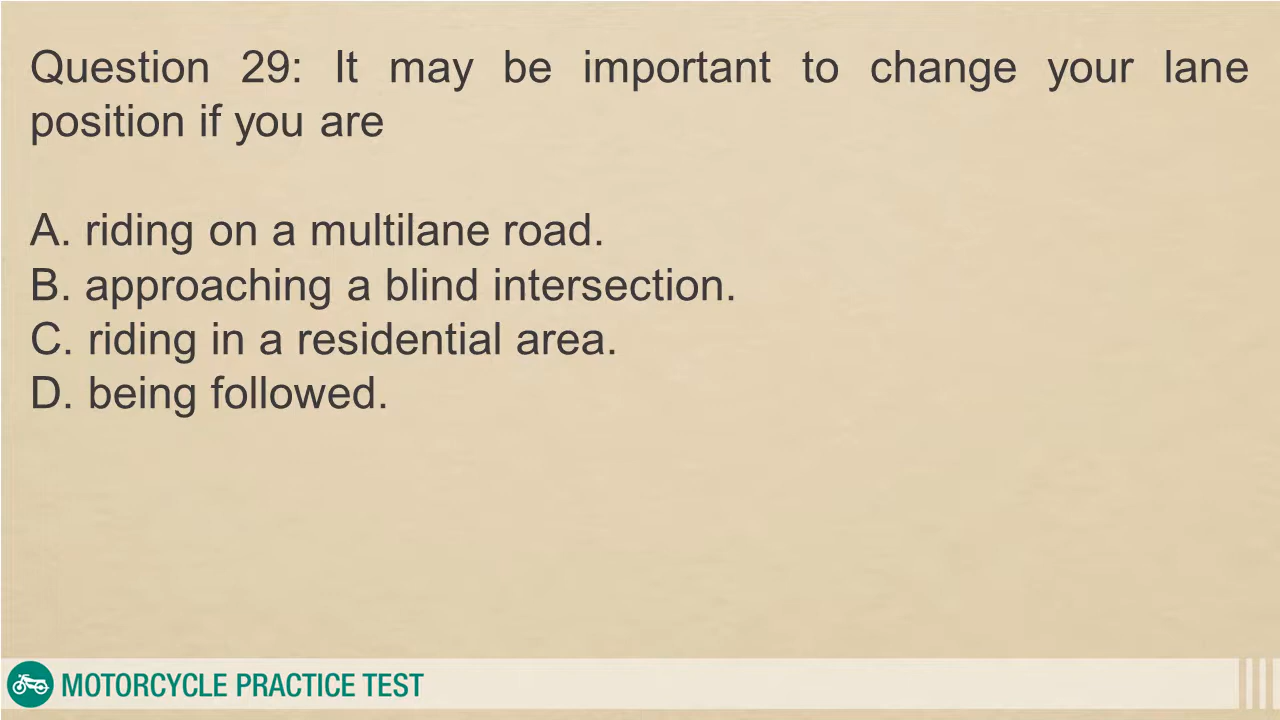 Question 29: It may be important to change your lane
position if you are
A. riding on a multilane road.
B. approaching a blind intersection.
C. riding in a residential area.
D. being followed.
MOTORCYCLE PRACTICE TEST